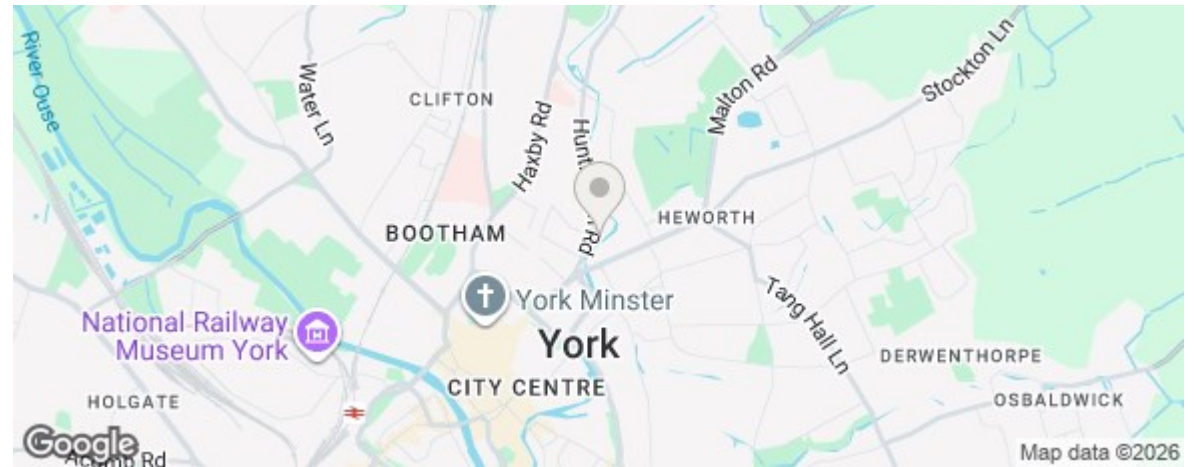 River Ouse
Water Ln
CLIFTON
Haxby Rd
Malton Rd
Stockton Ln
HEWORTH
Rd
BOOTHAM
York Minster
National Railway
Museum York
York
Tang Hall Ln
DERWENTHORPE
CITY CENTRE
HOLGATE
OSBALDWICK
Google
Map data ©2026